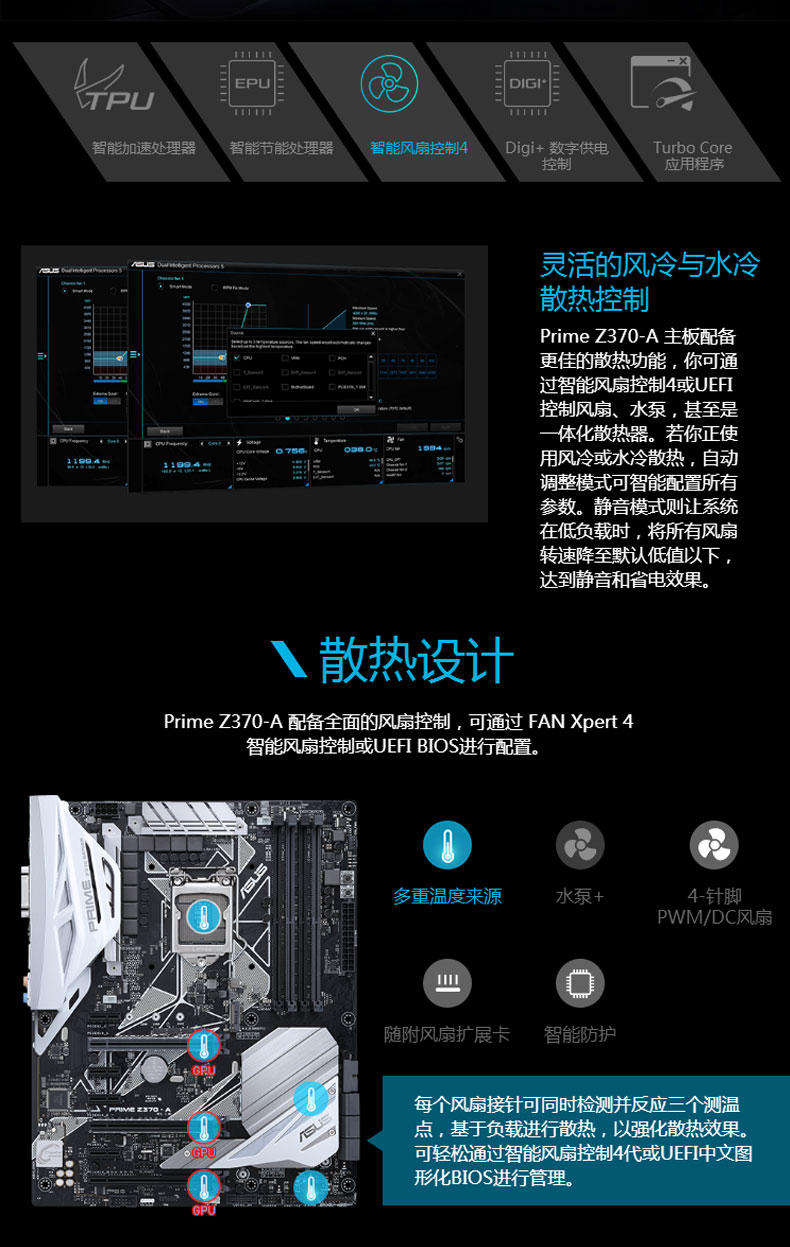 TPU
EPU
DIGI+
智能加速处理器
智能节能处理器
智能风扇控制4
Digi+ 数字供电
控制
Turbo Core
应用程序
ASUS Dual Intelligent Processors 5
ASUS Dual Intelligent Processors 5
灵活的风冷与水冷
散热控制
Prime Z370-A 主板配备
更佳的散热功能，你可通
过智能风扇控制4或UEFI
控制风扇、水泵，甚至是
一体化散热器。若你正使
用风冷或水冷散热，自动
调整模式可智能配置所有
参数。静音模式则让系统
在低负载时，将所有风扇
转速降至默认低值以下，
达到静音和省电效果。
散热设计
Prime Z370-A 配备全面的风扇控制，可通过 FAN Xpert 4
智能风扇控制或UEFI BIOS进行配置。
PRIME
ASUS
多重温度来源
水泵+
4-针脚
PWM/DC风扇
随附风扇扩展卡
智能防护
GPU
PRIME Z370-A
ASUS
GPU
GPU
每个风扇接针可同时检测并反应三个测温
点，基于负载进行散热，以强化散热效果。
可轻松通过智能风扇控制4代或UEFI中文图
形化BIOS进行管理。